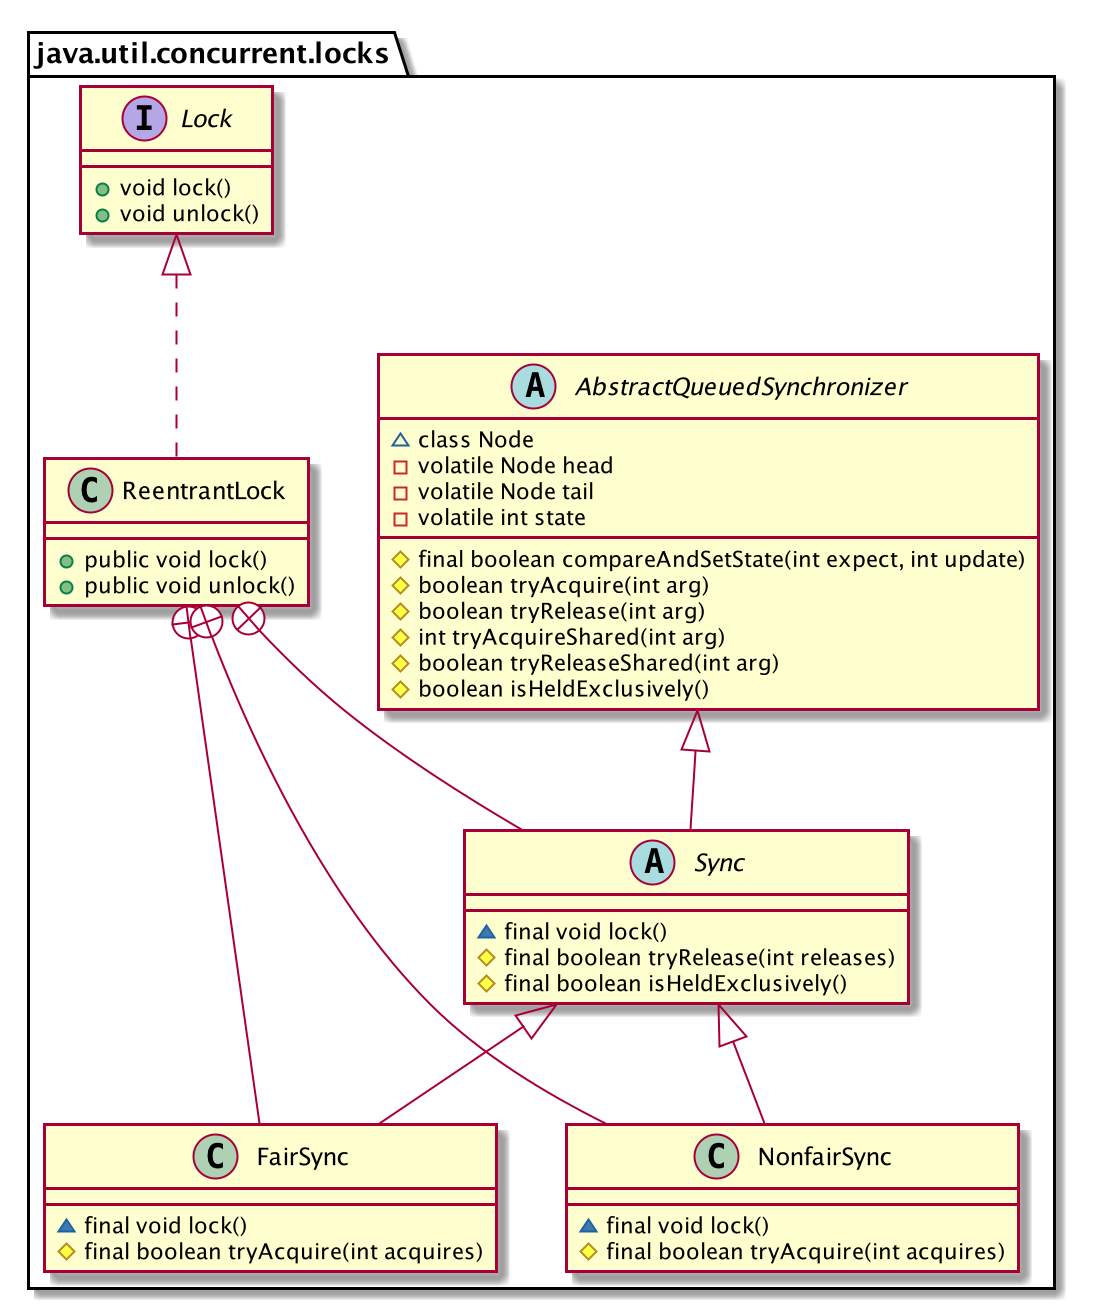 java.util.concurrent.locks
I Lock
void lock()
void unlock()
A AbstractQueuedSynchronizer
class Node
volatile Node head
volatile Node tail
volatile int state
final boolean compareAndSetState(int expect, int update)
boolean tryAcquire(int arg)
boolean tryRelease(int arg)
int tryAcquireShared(int arg)
boolean tryReleaseShared(int arg)
boolean isHeldExclusively()
C ReentrantLock
public void lock()
public void unlock()
A Sync
final void lock()
final boolean tryRelease(int releases)
final boolean isHeldExclusively()
C FairSync
final void lock()
final boolean tryAcquire(int acquires)
C NonfairSync
final void lock()
final boolean tryAcquire(int acquires)